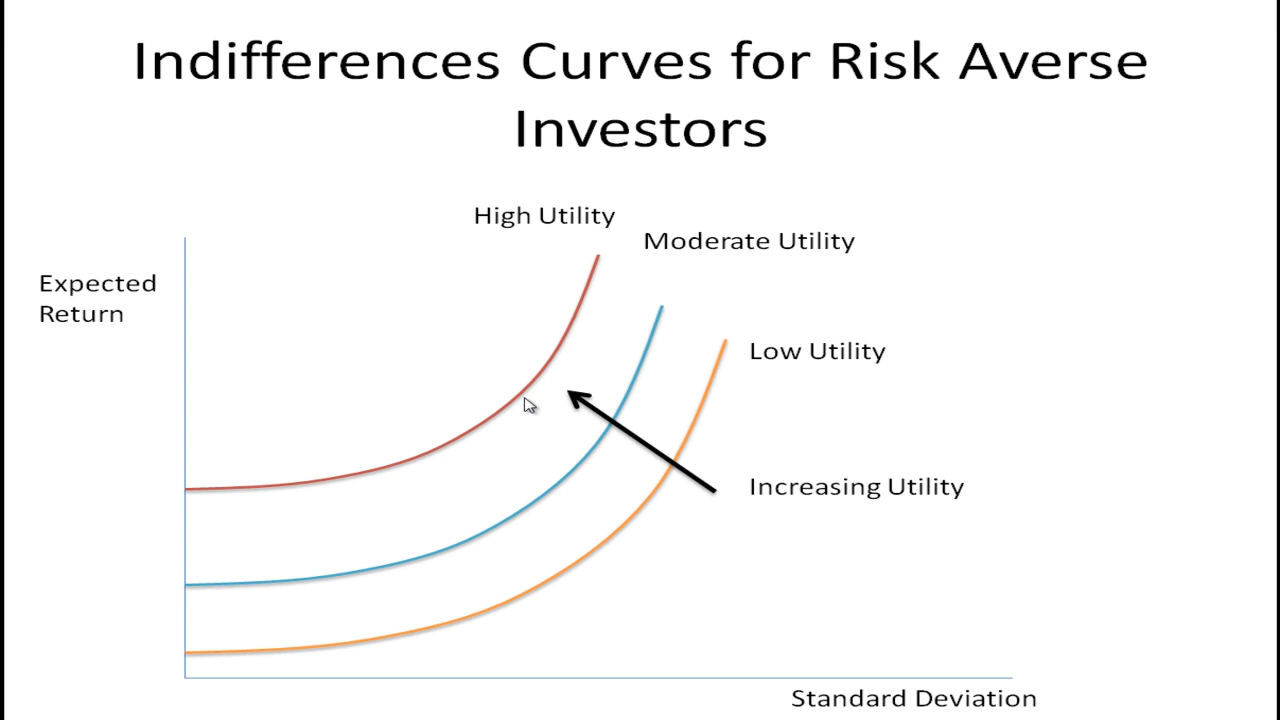 Indifferences Curves for Risk Averse
Investors
High Utility
Moderate Utility
Expected
Return
Low Utility
Increasing Utility
Standard Deviation